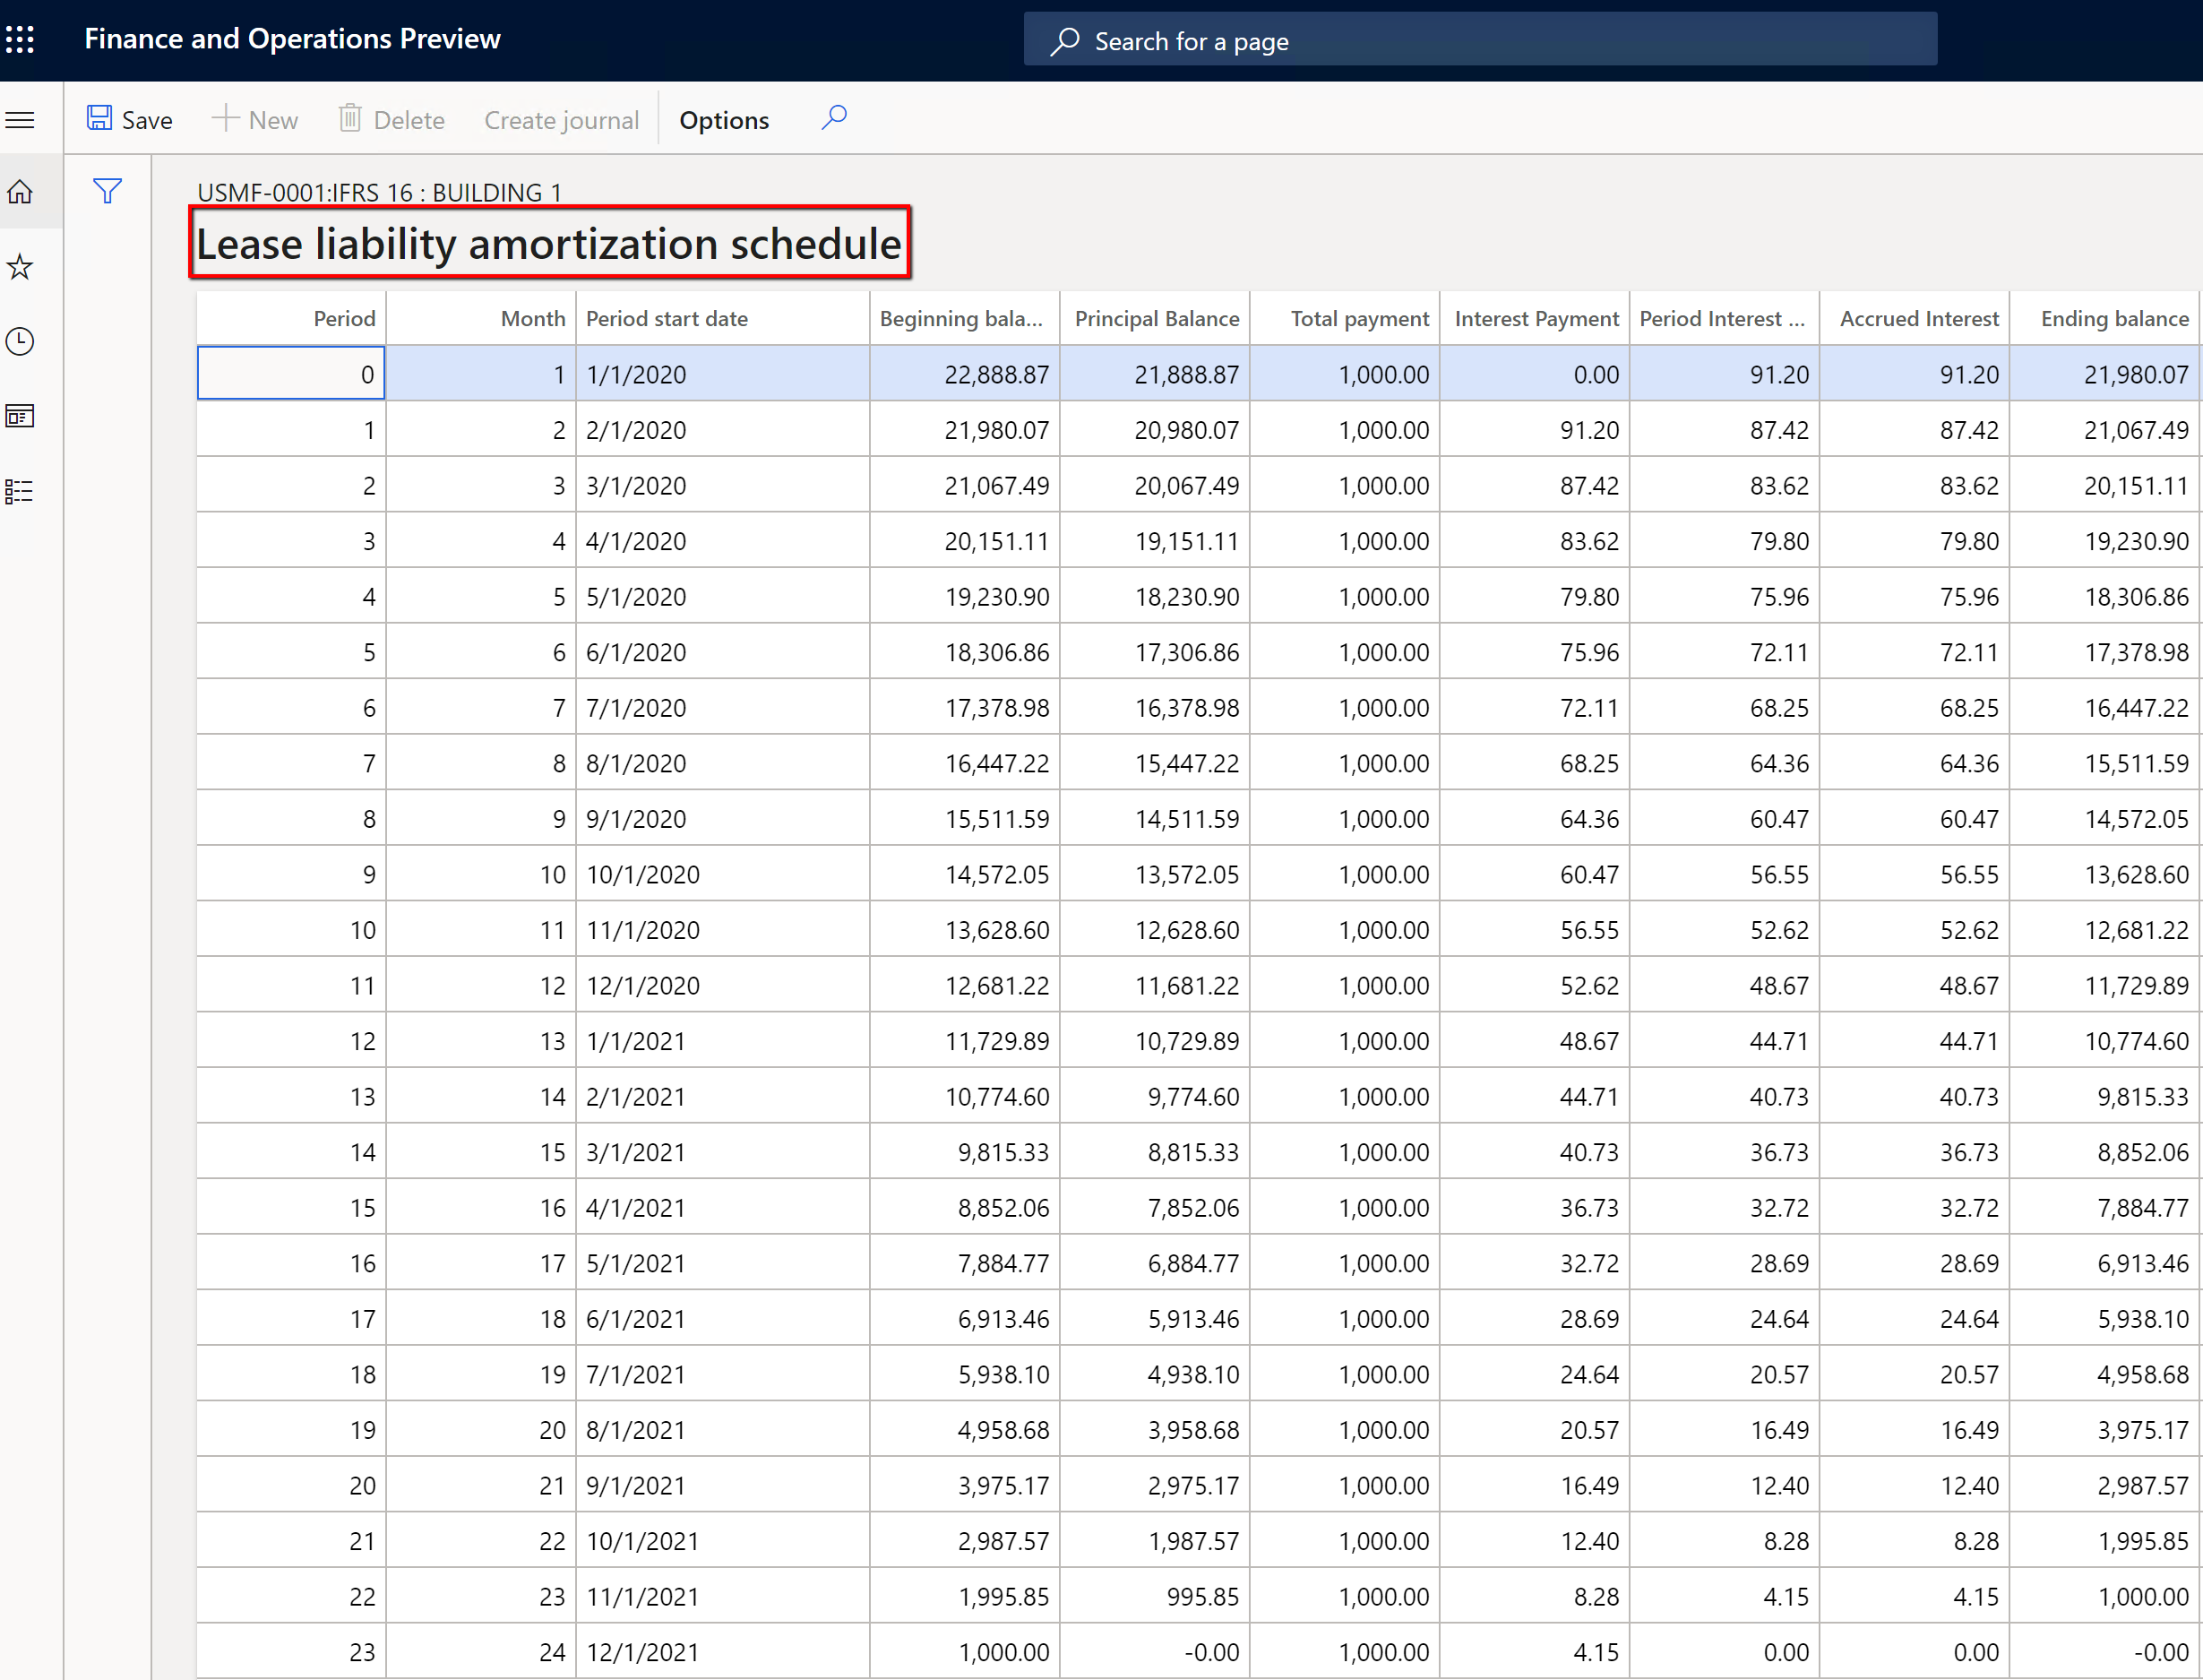 Finance and Operations Preview
Search for a page
Save New Delete Create journal Options
USMF-0001:IFRS 16 : BUILDING 1
Lease liability amortization schedule
Period Month Period start date Beginning bala... Principal Balance Total payment Interest Payment Period Interest ... Accrued Interest Ending balance
0 1 1/1/2020 22,888.87 21,888.87 1,000.00 0.00 91.20 91.20 21,980.07
1 2 2/1/2020 21,980.07 20,980.07 1,000.00 91.20 87.42 87.42 21,067.49
2 3 3/1/2020 21,067.49 20,067.49 1,000.00 87.42 83.62 83.62 20,151.11
3 4 4/1/2020 20,151.11 19,151.11 1,000.00 83.62 79.80 79.80 19,230.90
4 5 5/1/2020 19,230.90 18,230.90 1,000.00 79.80 75.96 75.96 18,306.86
5 6 6/1/2020 18,306.86 17,306.86 1,000.00 75.96 72.11 72.11 17,378.98
6 7 7/1/2020 17,378.98 16,378.98 1,000.00 72.11 68.25 68.25 16,447.22
7 8 8/1/2020 16,447.22 15,447.22 1,000.00 68.25 64.36 64.36 15,511.59
8 9 9/1/2020 15,511.59 14,511.59 1,000.00 64.36 60.47 60.47 14,572.05
9 10 10/1/2020 14,572.05 13,572.05 1,000.00 60.47 56.55 56.55 13,628.60
10 11 11/1/2020 13,628.60 12,628.60 1,000.00 56.55 52.62 52.62 12,681.22
11 12 12/1/2020 12,681.22 11,681.22 1,000.00 52.62 48.67 48.67 11,729.89
12 13 1/1/2021 11,729.89 10,729.89 1,000.00 48.67 44.71 44.71 10,774.60
13 14 2/1/2021 10,774.60 9,774.60 1,000.00 44.71 40.73 40.73 9,815.33
14 15 3/1/2021 9,815.33 8,815.33 1,000.00 40.73 36.73 36.73 8,852.06
15 16 4/1/2021 8,852.06 7,852.06 1,000.00 36.73 32.72 32.72 7,884.77
16 17 5/1/2021 7,884.77 6,884.77 1,000.00 32.72 28.69 28.69 6,913.46
17 18 6/1/2021 6,913.46 5,913.46 1,000.00 28.69 24.64 24.64 5,938.10
18 19 7/1/2021 5,938.10 4,938.10 1,000.00 24.64 20.57 20.57 4,958.68
19 20 8/1/2021 4,958.68 3,958.68 1,000.00 20.57 16.49 16.49 3,975.17
20 21 9/1/2021 3,975.17 2,975.17 1,000.00 16.49 12.40 12.40 2,987.57
21 22 10/1/2021 2,987.57 1,987.57 1,000.00 12.40 8.28 8.28 1,995.85
22 23 11/1/2021 1,995.85 995.85 1,000.00 8.28 4.15 4.15 1,000.00
23 24 12/1/2021 1,000.00 -0.00 1,000.00 4.15 0.00 0.00 -0.00